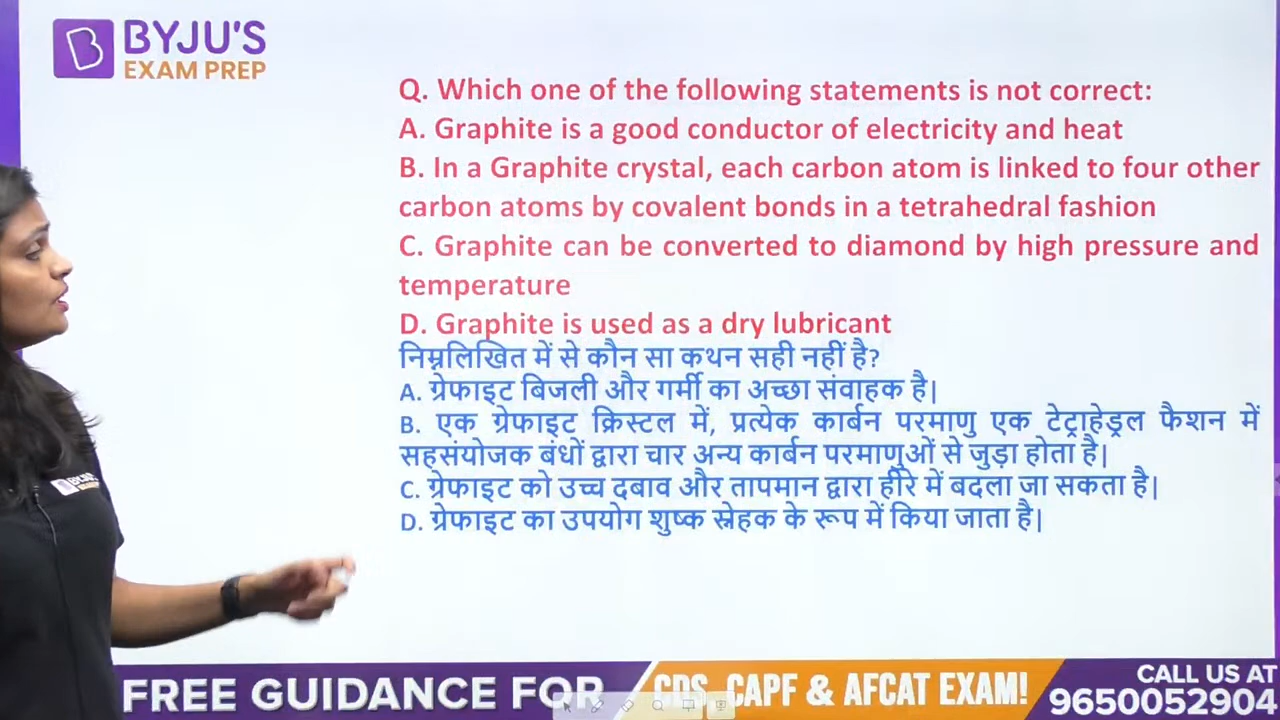 BYJU'S
EXAM PREP
Q. Which one of the following statements is not correct:
A. Graphite is a good conductor of electricity and heat
B. In a Graphite crystal, each carbon atom is linked to four other
carbon atoms by covalent bonds in a tetrahedral fashion
C. Graphite can be converted to diamond by high pressure and
temperature
D. Graphite is used as a dry lubricant
निम्नलिखित में से कौन सा कथन सही नहीं है?
A. ग्रेफाइट बिजली और गर्मी का अच्छा संवाहक है|
B. एक ग्रेफाइट क्रिस्टल में, प्रत्येक कार्बन परमाणु एक टेट्राहेड्रल फैशन में
सहसंयोजक बंधों द्वारा चार अन्य कार्बन परमाणुओं से जुड़ा होता है|
C. ग्रेफाइट को उच्च दबाव और तापमान द्वारा हीरे में बदला जा सकता है|
D. ग्रेफाइट का उपयोग शुष्क स्नेहक के रूप में किया जाता है|
BYJU'S
FREE GUIDANCE FOR CDS, CAPF & AFCAT EXAM!
CALL US AT
9650052904